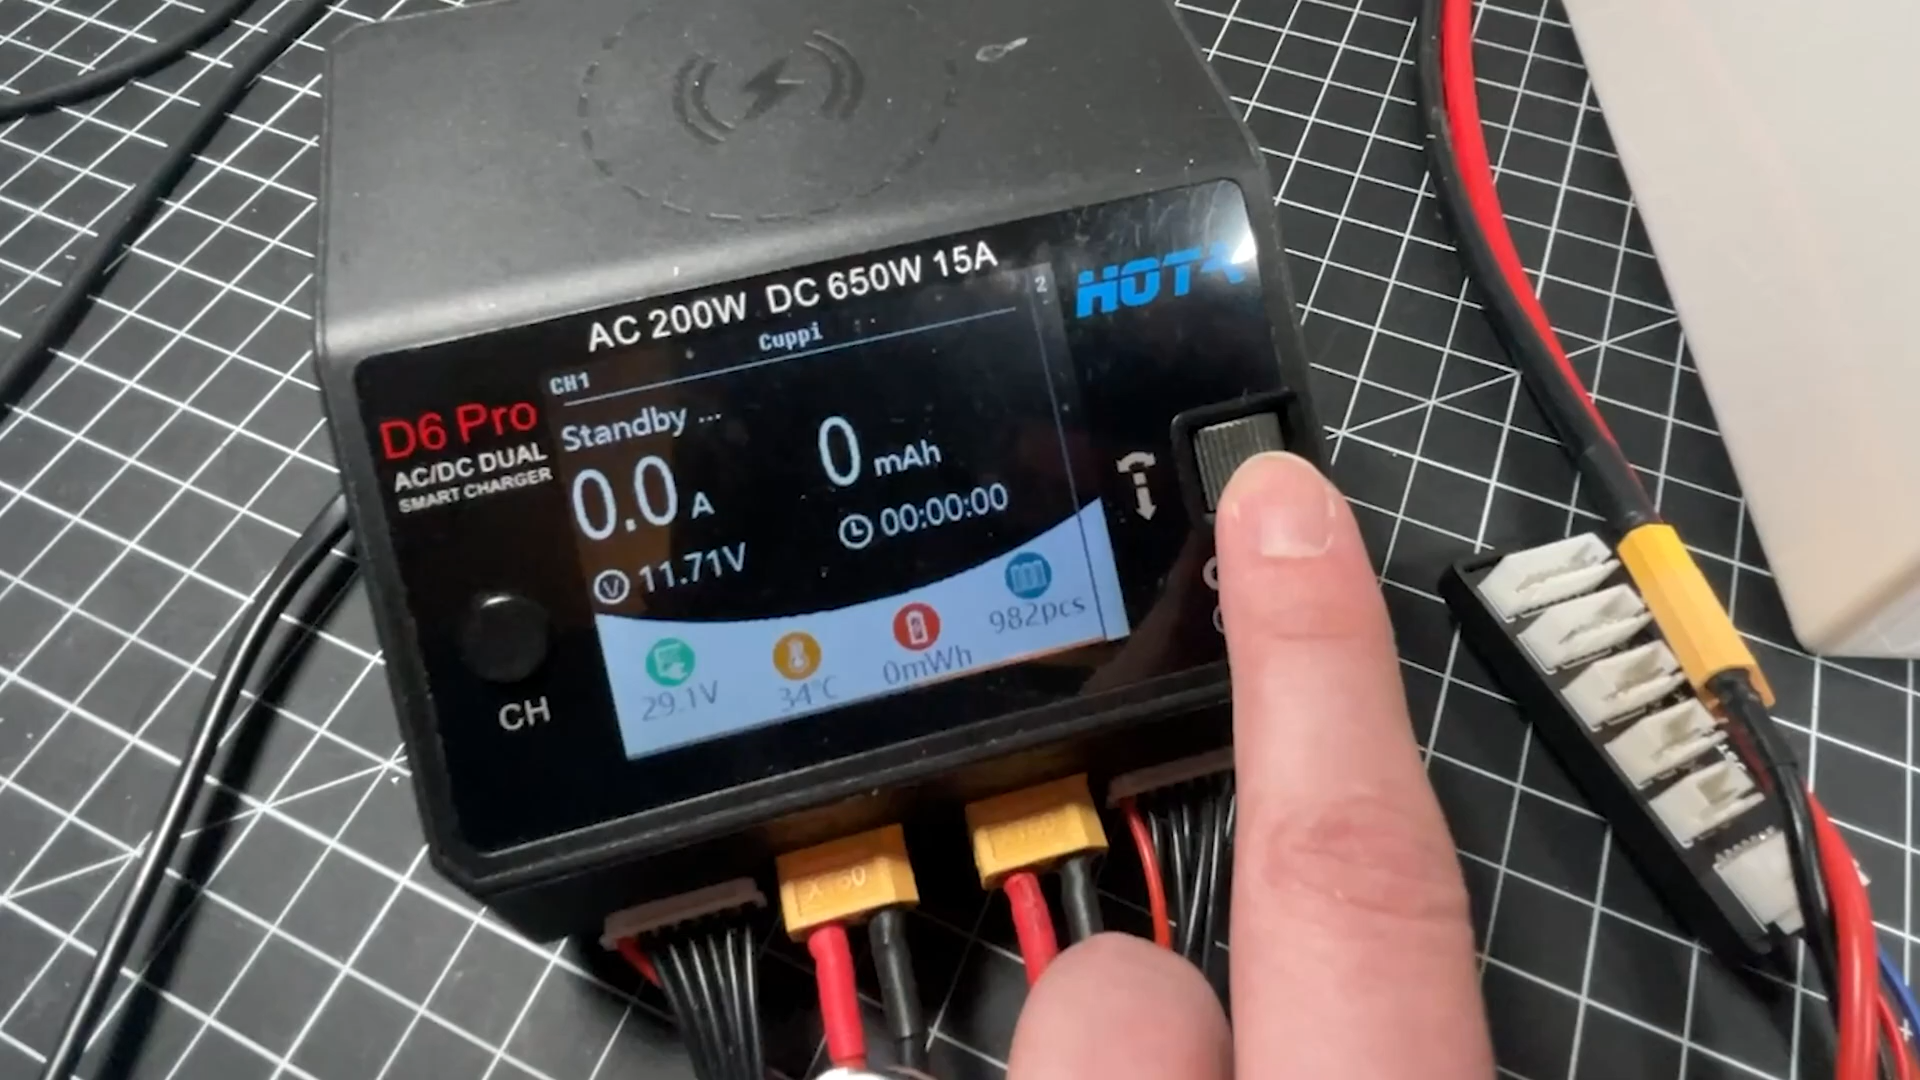 AC 200W DC 650W 15A
HOTA
Cuppi
2
CH1
D6 Pro
AC/DC DUAL
SMART CHARGER
Standby ...
0.0 A
0 mAh
11.71V
00:00:00
29.1V
34°C
0mWh
982pcs
CH